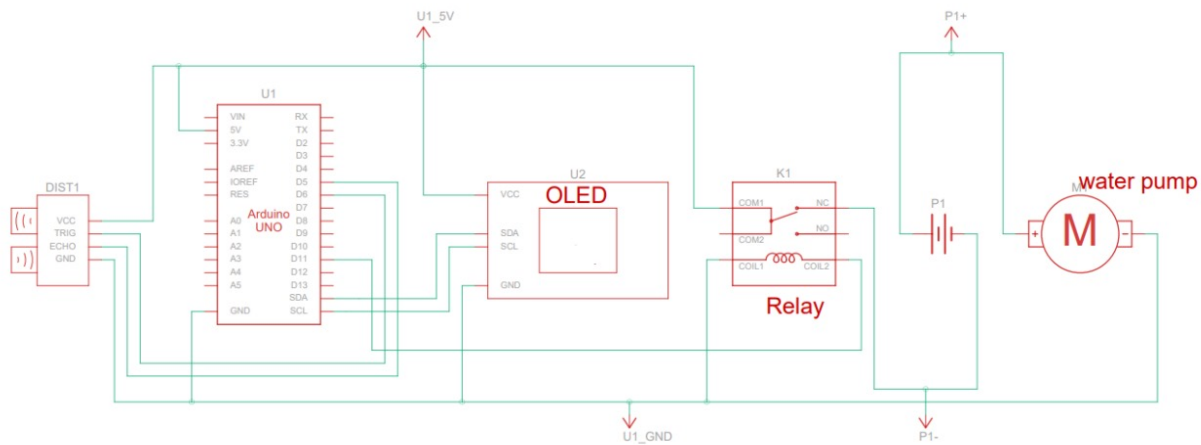 U1_5V
P1+
U1
VIN
5V
3.3V
AREF
IOREF
RES
A0
A1
A2
A3
A4
A5
GND
Arduino
UNO
RX
TX
D2
D3
D4
D5
D6
D7
D8
D9
D10
D11
D12
D13
SDA
SCL
DIST1
VCC
TRIG
ECHO
GND
U2
OLED
VCC
SDA
SCL
GND
K1
COM1
NC
COM2
NO
COIL1
COIL2
Relay
P1
water pump
M
+
-
U1_GND
P1-